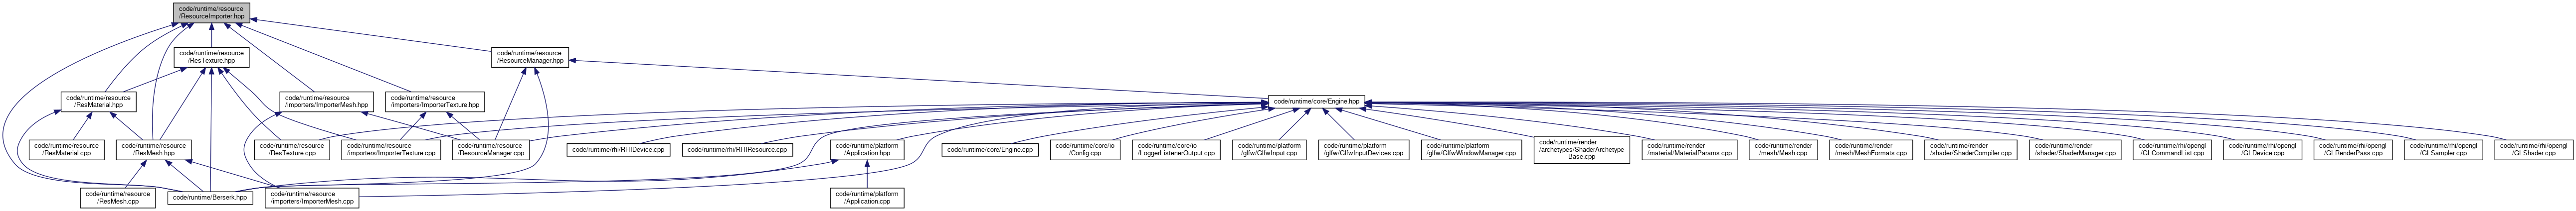 code/runtime/resource
/ResourceImporter.hpp
code/runtime/resource
/ResTexture.hpp
code/runtime/resource
/ResourceManager.hpp
code/runtime/resource
/ResMaterial.hpp
code/runtime/resource
/importers/ImporterMesh.hpp
code/runtime/resource
/importers/ImporterTexture.hpp
code/runtime/core/Engine.hpp
code/runtime/resource
/ResMaterial.cpp
code/runtime/resource
/ResMesh.hpp
code/runtime/resource
/ResTexture.cpp
code/runtime/resource
/importers/ImporterTexture.cpp
code/runtime/resource
/ResourceManager.cpp
code/runtime/rhi/RHIDevice.cpp
code/runtime/rhi/RHIResource.cpp
code/runtime/platform
/Application.hpp
code/runtime/core/Engine.cpp
code/runtime/core/io
/Config.cpp
code/runtime/core/io
/LoggerListenerOutput.cpp
code/runtime/platform
/glfw/GlfwInput.cpp
code/runtime/platform
/glfw/GlfwInputDevices.cpp
code/runtime/platform
/glfw/GlfwWindowManager.cpp
code/runtime/render
/archetypes/ShaderArchetype
Base.cpp
code/runtime/render
/material/MaterialParams.cpp
code/runtime/render
/mesh/Mesh.cpp
code/runtime/render
/mesh/MeshFormats.cpp
code/runtime/render
/shader/ShaderCompiler.cpp
code/runtime/render
/shader/ShaderManager.cpp
code/runtime/rhi/opengl
/GLCommandList.cpp
code/runtime/rhi/opengl
/GLDevice.cpp
code/runtime/rhi/opengl
/GLRenderPass.cpp
code/runtime/rhi/opengl
/GLSampler.cpp
code/runtime/rhi/opengl
/GLShader.cpp
code/runtime/resource
/ResMesh.cpp
code/runtime/Berserk.hpp
code/runtime/resource
/importers/ImporterMesh.cpp
code/runtime/platform
/Application.cpp